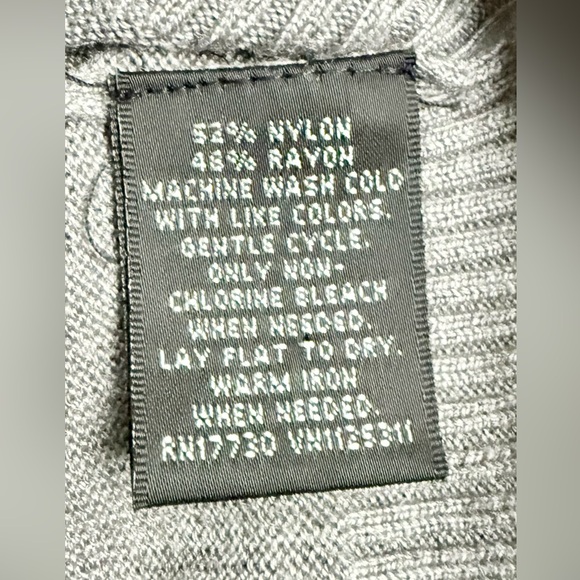 52% NYLON
48% RAYON
MACHINE WASH COLD
WITH LIKE COLORS.
GENTLE CYCLE.
ONLY NON-
CHLORINE BLEACH
WHEN NEEDED.
LAY FLAT TO DRY.
WARM IRON
WHEN NEEDED.
RN17730 VN1125311